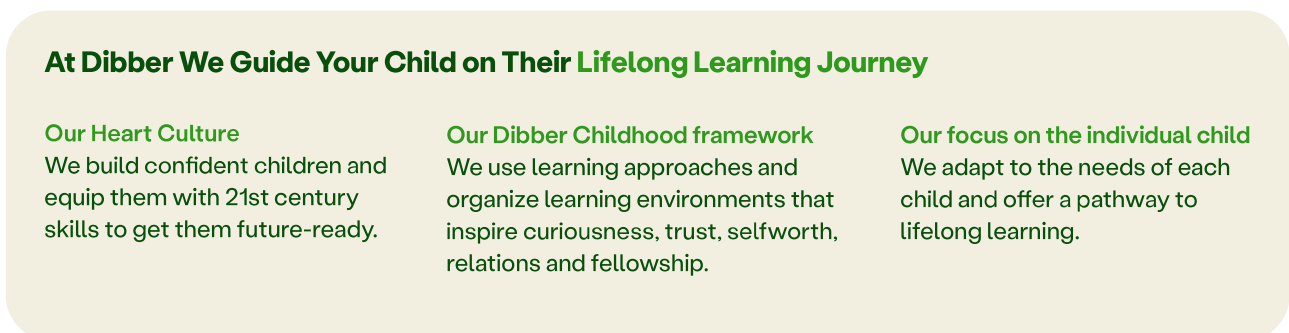 At Dibber We Guide Your Child on Their Lifelong Learning Journey
Our Heart Culture
We build confident children and
equip them with 21st century
skills to get them future-ready.
Our Dibber Childhood framework
We use learning approaches and
organize learning environments that
inspire curiousness, trust, selfworth,
relations and fellowship.
Our focus on the individual child
We adapt to the needs of each
child and offer a pathway to
lifelong learning.